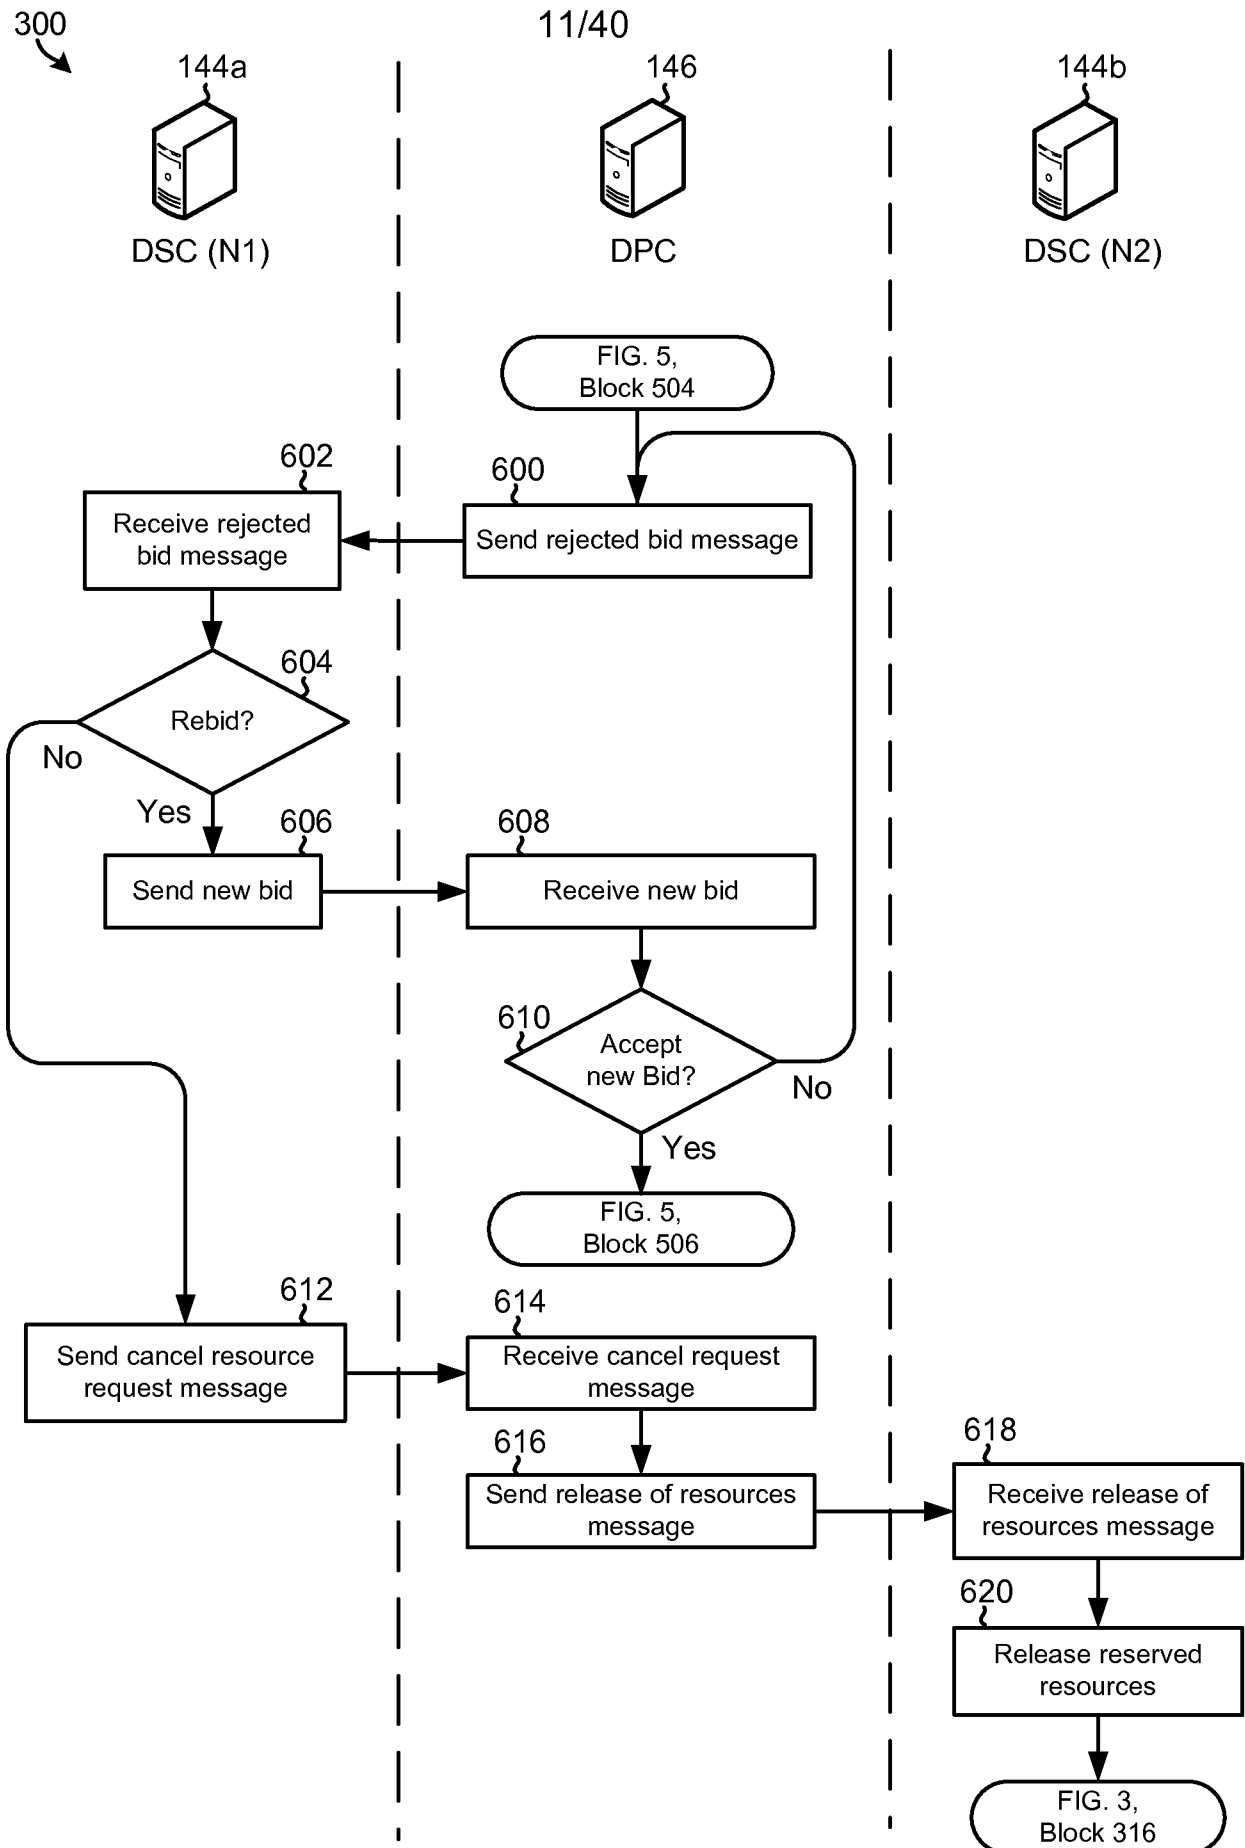 300
11/40
144a
146
144b
DSC (N1)
DPC
DSC (N2)
FIG. 5,
Block 504
602
600
Receive rejected
bid message
Send rejected bid message
604
Rebid?
No
Yes
606
608
Send new bid
Receive new bid
610
Accept
new Bid?
No
Yes
FIG. 5,
Block 506
612
614
Send cancel resource
request message
Receive cancel request
message
616
618
Send release of resources
message
Receive release of
resources message
620
Release reserved
resources
FIG. 3,
Block 316